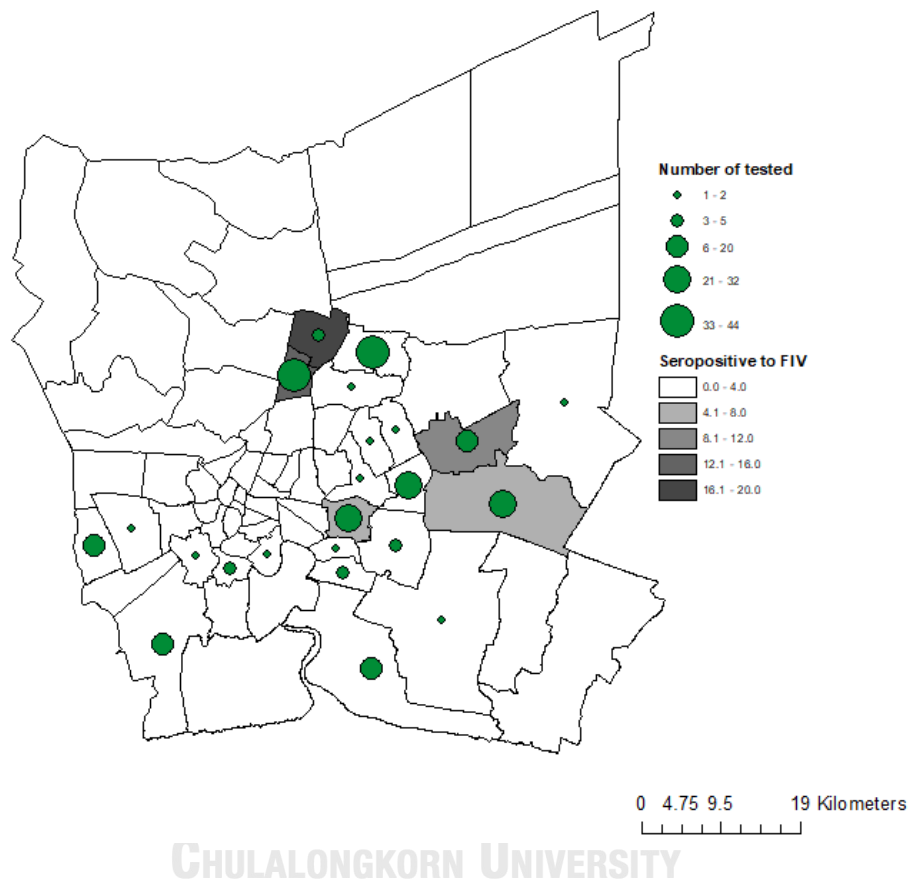 Number of tested
1 - 2
3 - 5
6 - 20
21 - 32
33 - 44
Seropositive to FIV
0.0 - 4.0
4.1 - 8.0
8.1 - 12.0
12.1 - 16.0
16.1 - 20.0
0 4.75 9.5 19 Kilometers
CHULALONGKORN UNIVERSITY